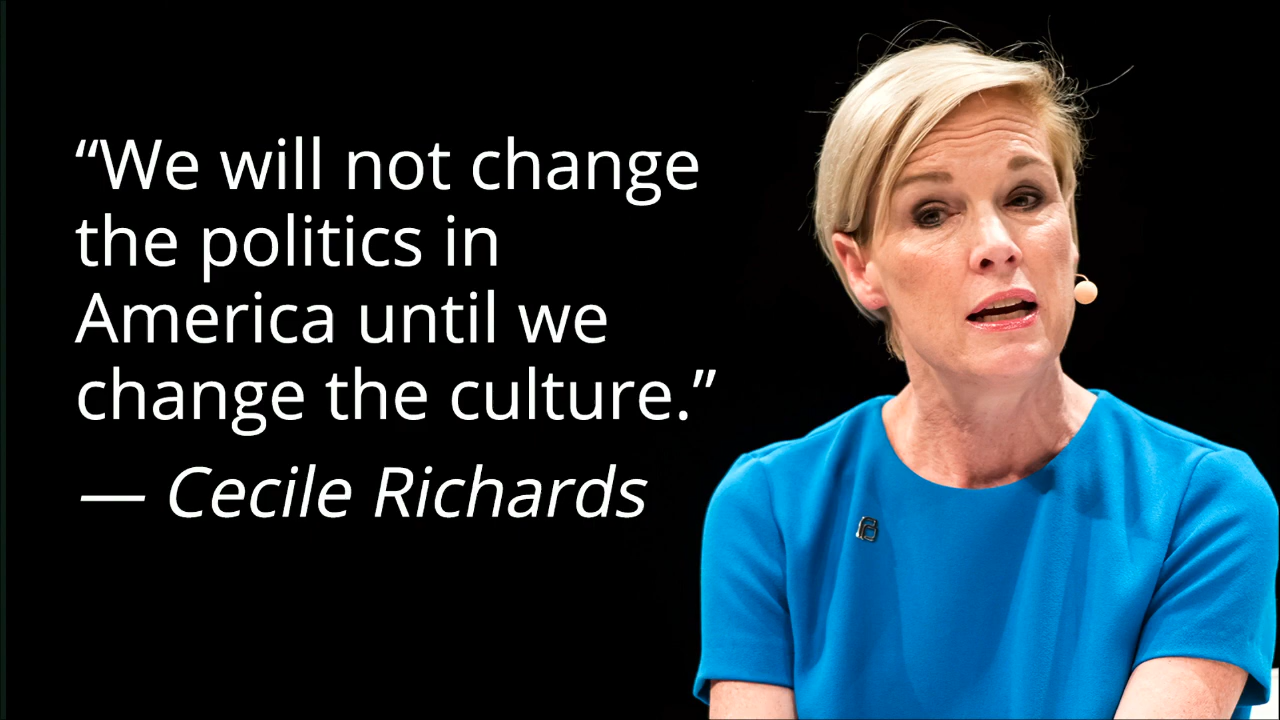 “We will not change
the politics in
America until we
change the culture.”
— Cecile Richards